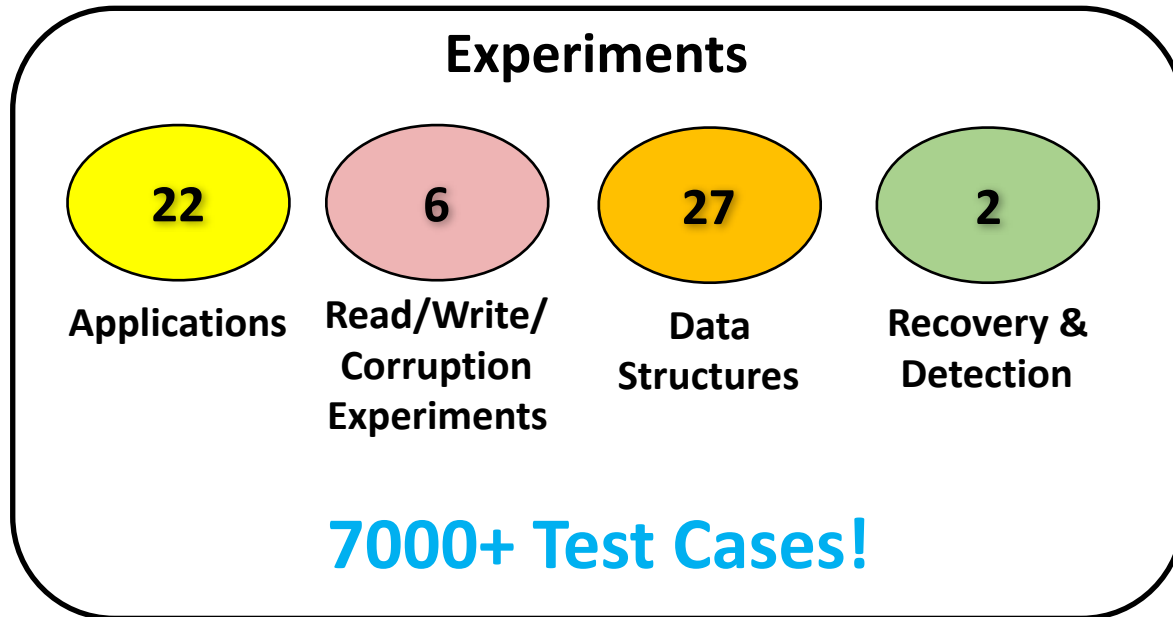 Experiments
22
6
27
2
Applications
Read/Write/
Corruption
Experiments
Data
Structures
Recovery &
Detection
7000+ Test Cases!